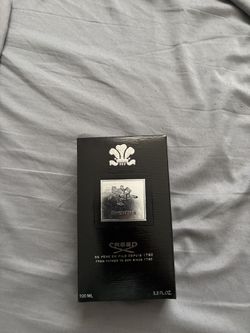 CREED
DE PÈRE EN FILS DEPUIS 1760
FROM FATHER TO SON SINCE 1760
100 ML 3.3 FL.OZ.